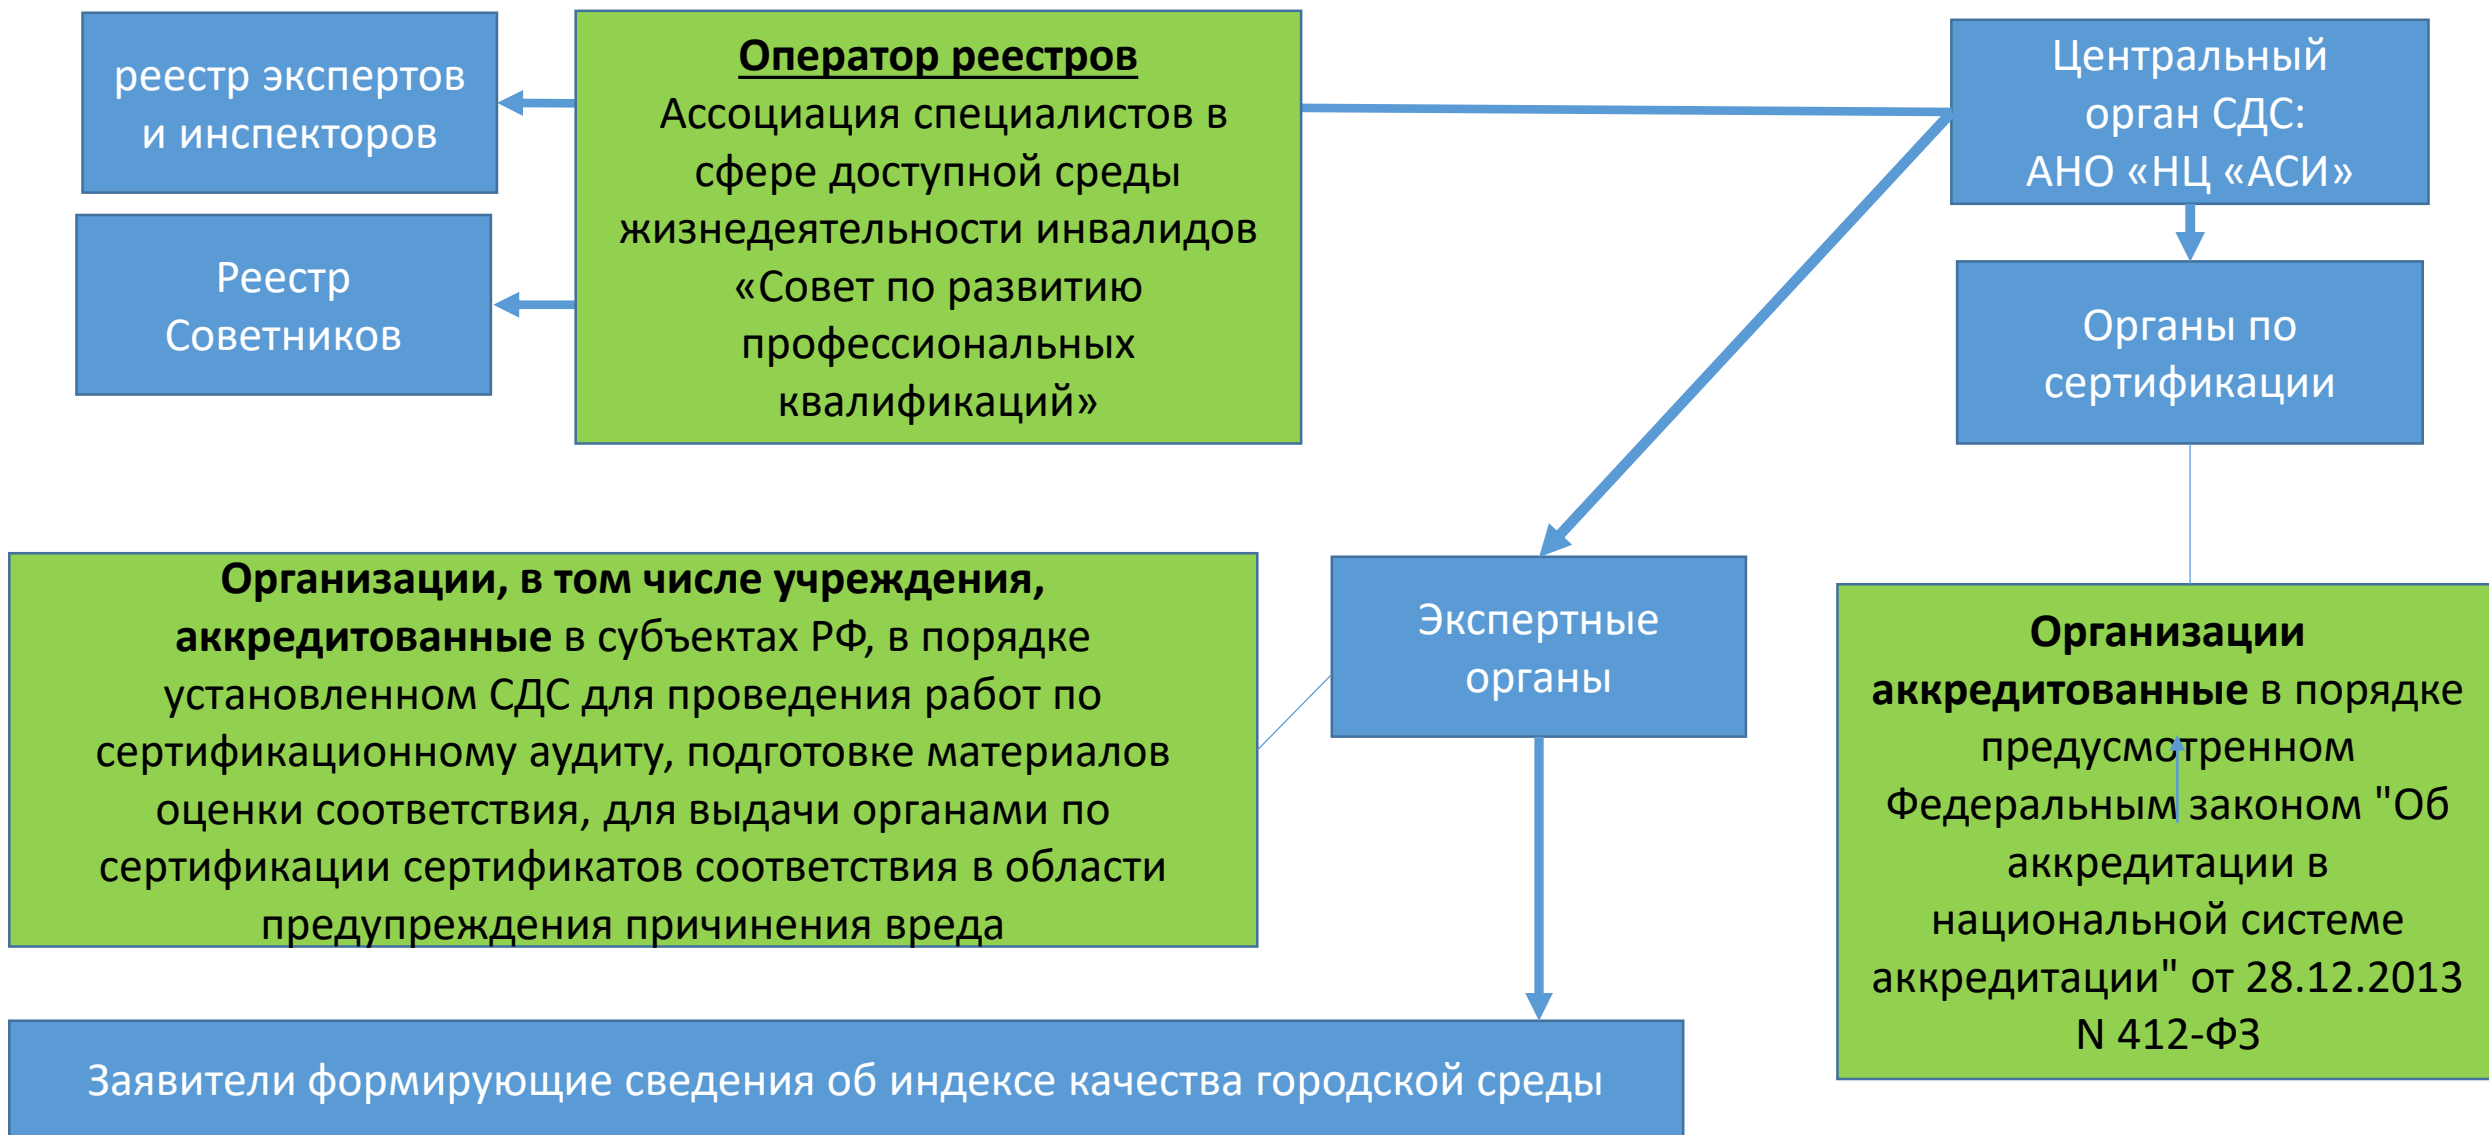 реестр экспертов
и инспекторов
Оператор реестров
Ассоциация специалистов в
сфере доступной среды
жизнедеятельности инвалидов
«Совет по развитию
профессиональных
квалификаций»
Центральный
орган СДС:
АНО «НЦ «АСИ»
Реестр
Советников
Органы по
сертификации
Организации, в том числе учреждения,
аккредитованные в субъектах РФ, в порядке
установленном СДС для проведения работ по
сертификационному аудиту, подготовке материалов
оценки соответствия, для выдачи органами по
сертификации сертификатов соответствия в области
предупреждения причинения вреда
Экспертные
органы
Организации
аккредитованные в порядке
предусмотренном
Федеральным законом "Об
аккредитации в
национальной системе
аккредитации" от 28.12.2013
N 412-ФЗ
Заявители формирующие сведения об индексе качества городской среды